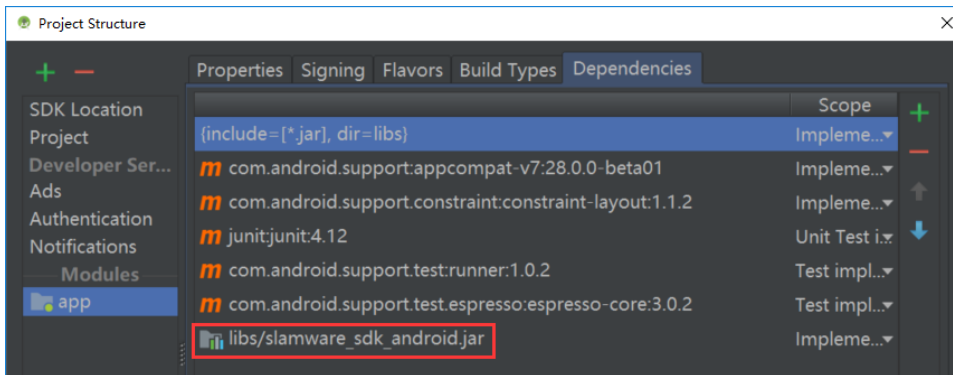 Project Structure
Properties Signing Flavors Build Types Dependencies
SDK Location
Project
Developer Ser...
Ads
Authentication
Notifications
Modules
app
Scope
{include=[*.jar], dir=libs} Impleme...
m com.android.support:appcompat-v7:28.0.0-beta01 Impleme...
m com.android.support.constraint:constraint-layout:1.1.2 Impleme...
m junit:junit:4.12 Unit Test i...
m com.android.support.test:runner:1.0.2 Test impl...
m com.android.support.test.espresso:espresso-core:3.0.2 Test impl...
libs/slamware_sdk_android.jar Impleme...